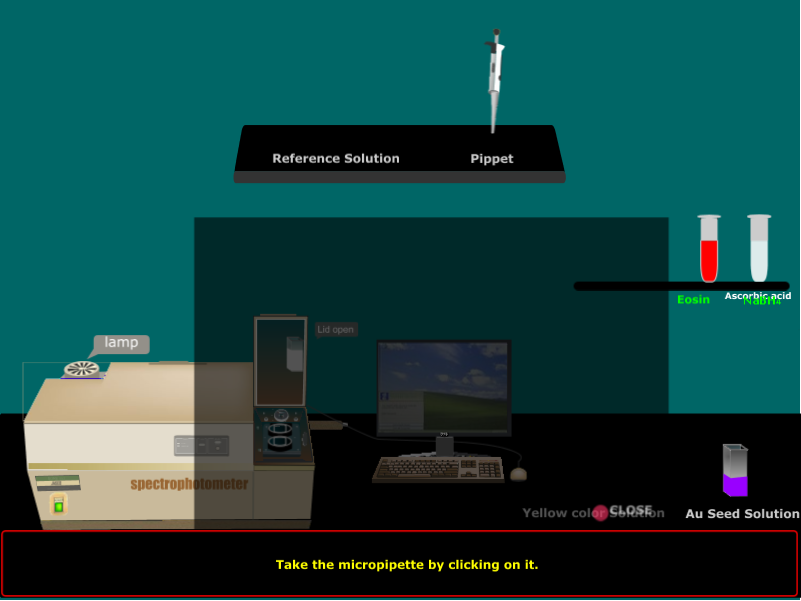 Reference Solution
Pippet
Eosin
Ascorbic acid
NaBH4
Lid open
lamp
spectrophotometer
Yellow color Solution
CLOSE
Au Seed Solution
Take the micropipette by clicking on it.